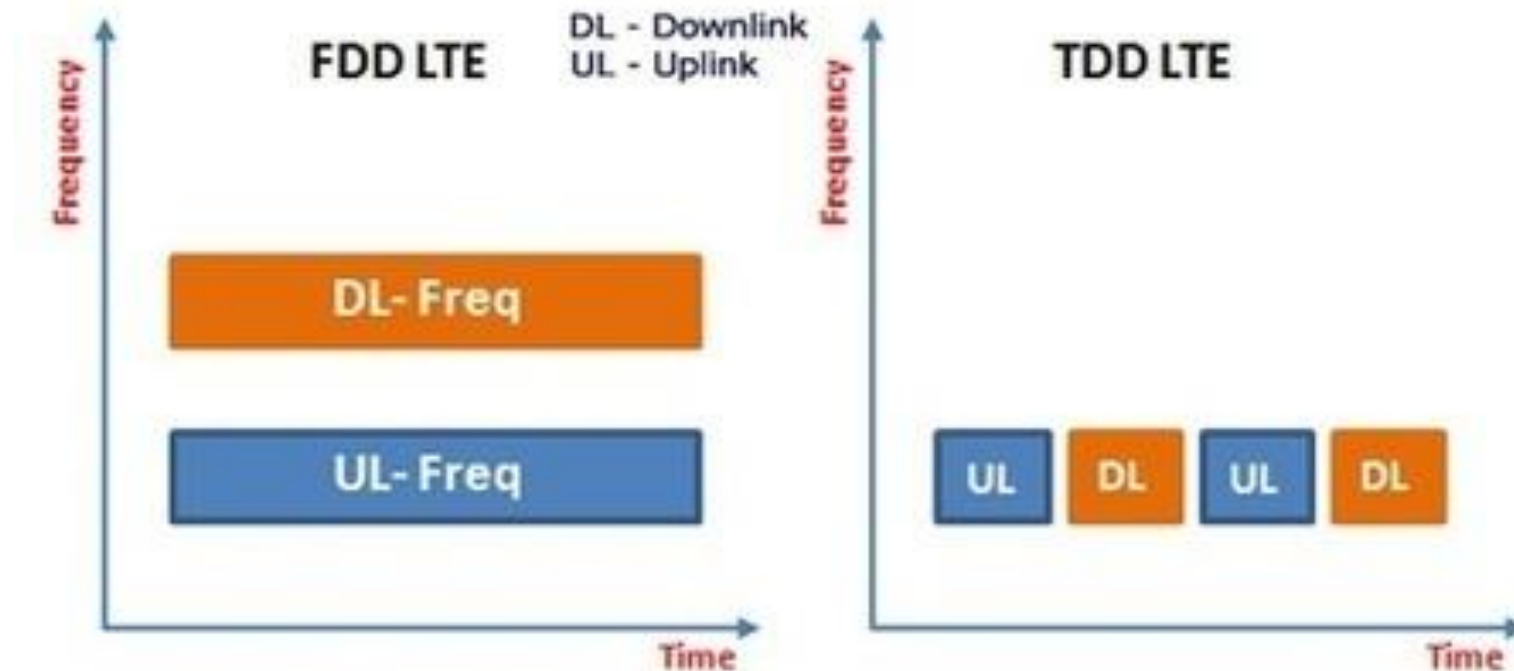 FDD LTE
DL - Downlink
UL - Uplink
Frequency
DL- Freq
UL- Freq
Time
TDD LTE
Frequency
UL DL UL DL
Time